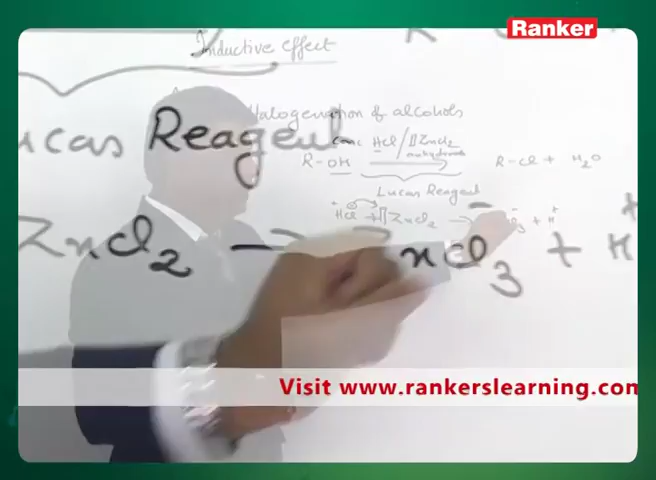 Ranker
Inductive effect
Halogenation of alcohols
ucas Reagent
conc HCl/ZnCl2
anhydrous
R-OH R-Cl + H2O
Lucas Reagent
HCl + ZnCl2 →
ZnCl2 → ZnCl3- + H+
Visit www.rankerslearning.com